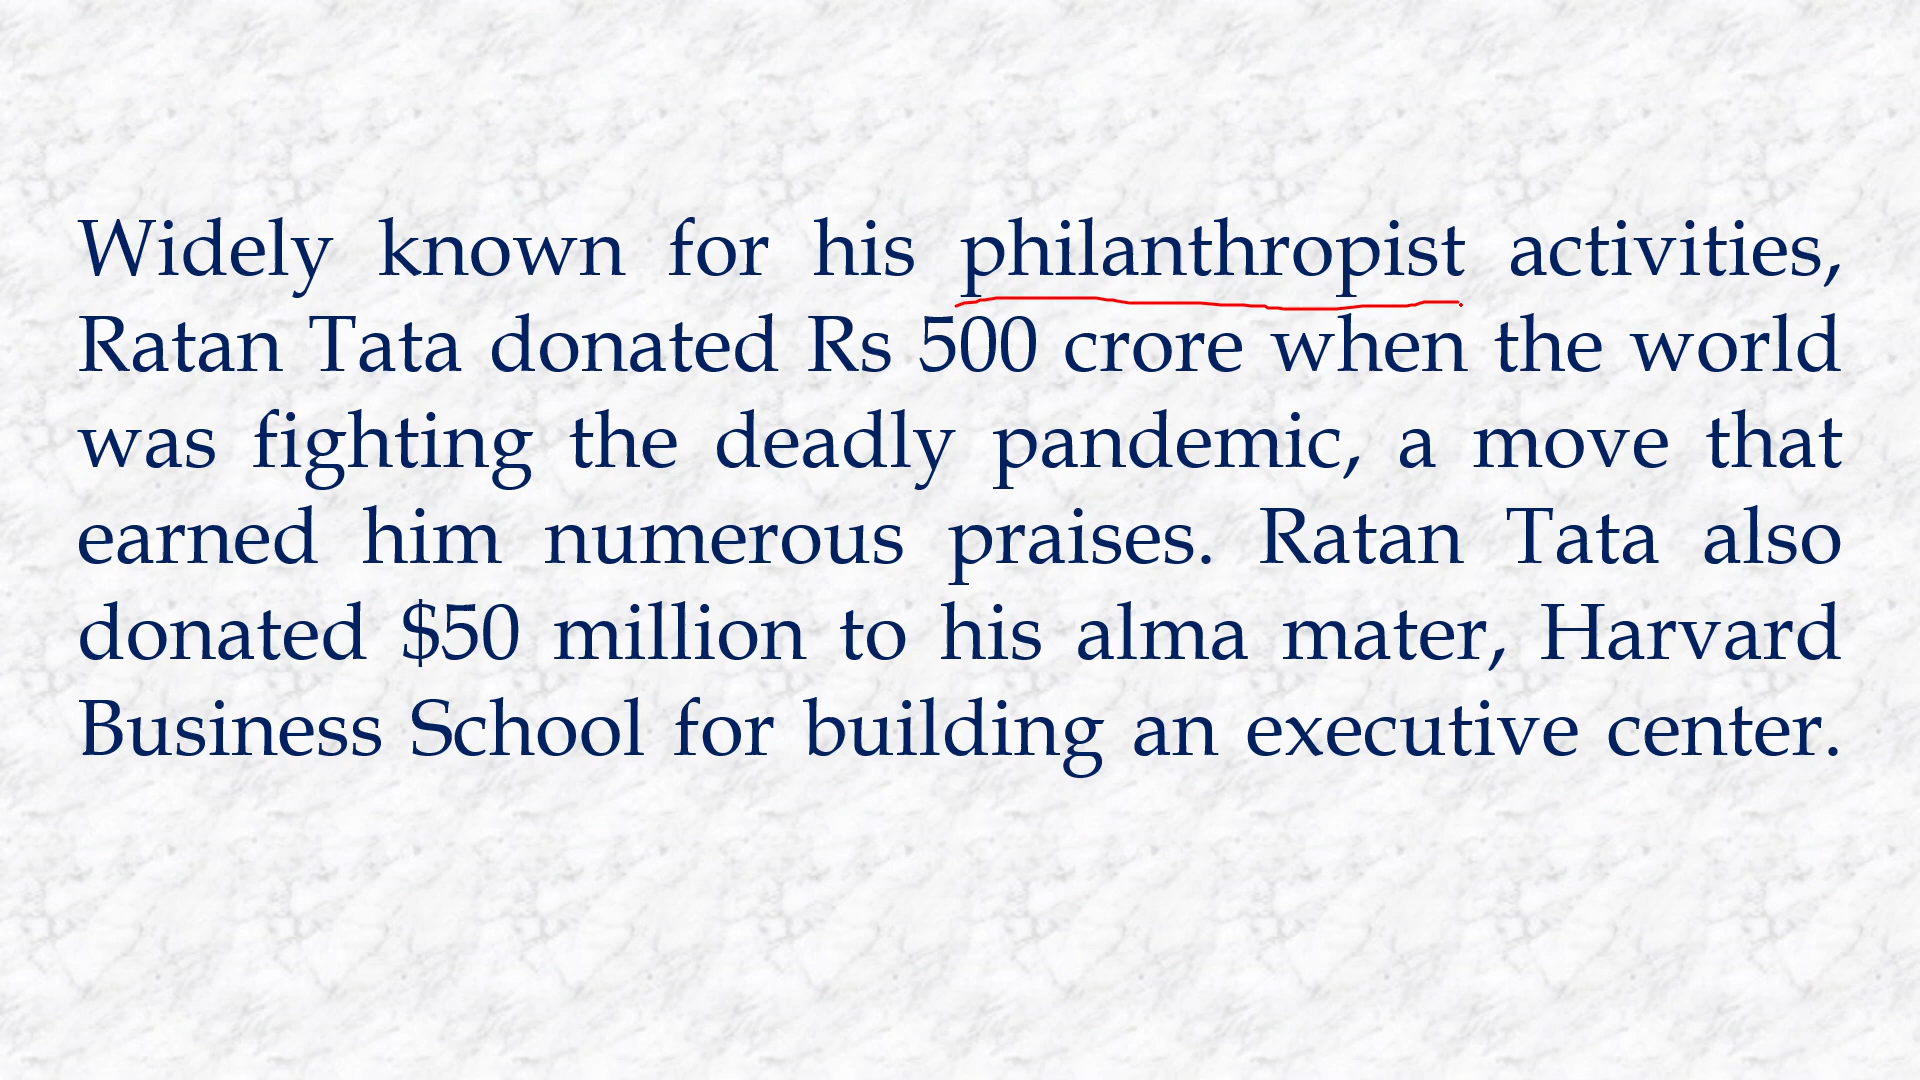 Widely known for his philanthropist activities,
Ratan Tata donated Rs 500 crore when the world
was fighting the deadly pandemic, a move that
earned him numerous praises. Ratan Tata also
donated $50 million to his alma mater, Harvard
Business School for building an executive center.